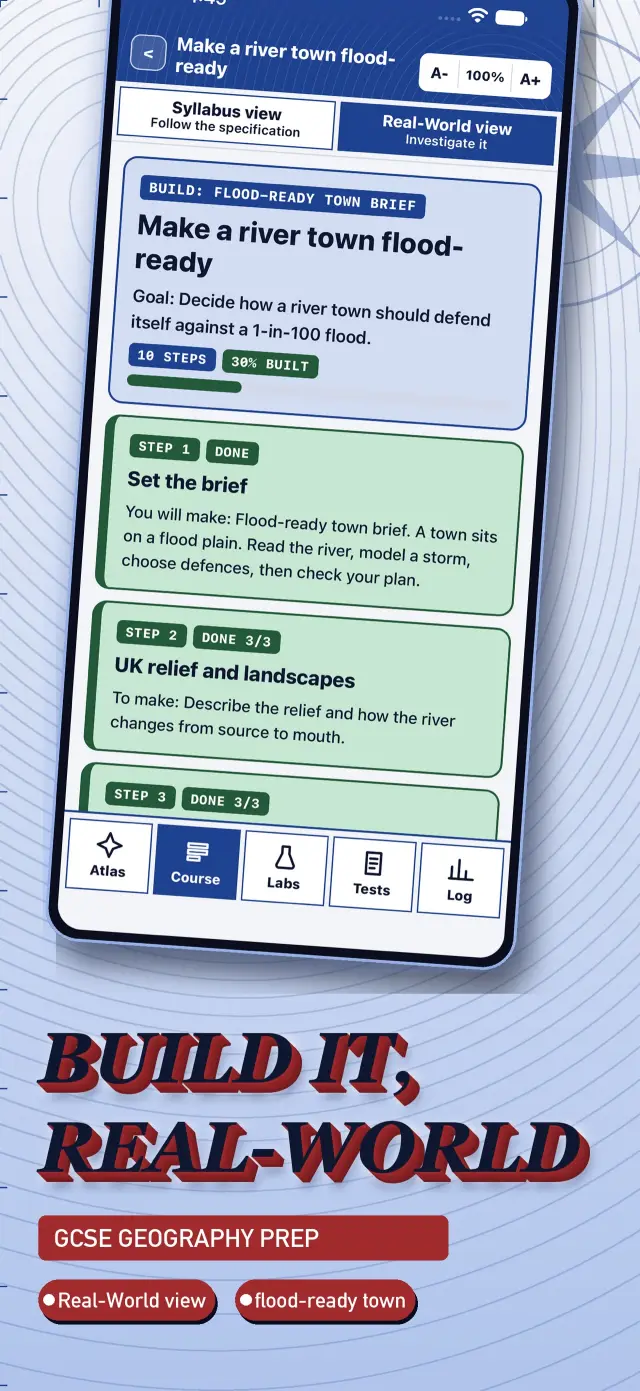 <
Make a river town flood-
ready
A-
100%
A+
Syllabus view
Follow the specification
Real-World view
Investigate it
BUILD: FLOOD-READY TOWN BRIEF
Make a river town flood-
ready
Goal: Decide how a river town should defend
itself against a 1-in-100 flood.
10 STEPS
30% BUILT
STEP 1
DONE
Set the brief
You will make: Flood-ready town brief. A town sits
on a flood plain. Read the river, model a storm,
choose defences, then check your plan.
STEP 2
DONE 3/3
UK relief and landscapes
To make: Describe the relief and how the river
changes from source to mouth.
STEP 3
DONE 3/3
Atlas
Course
Labs
Tests
Log
BUILD IT,
REAL-WORLD
GCSE GEOGRAPHY PREP
Real-World view
flood-ready town